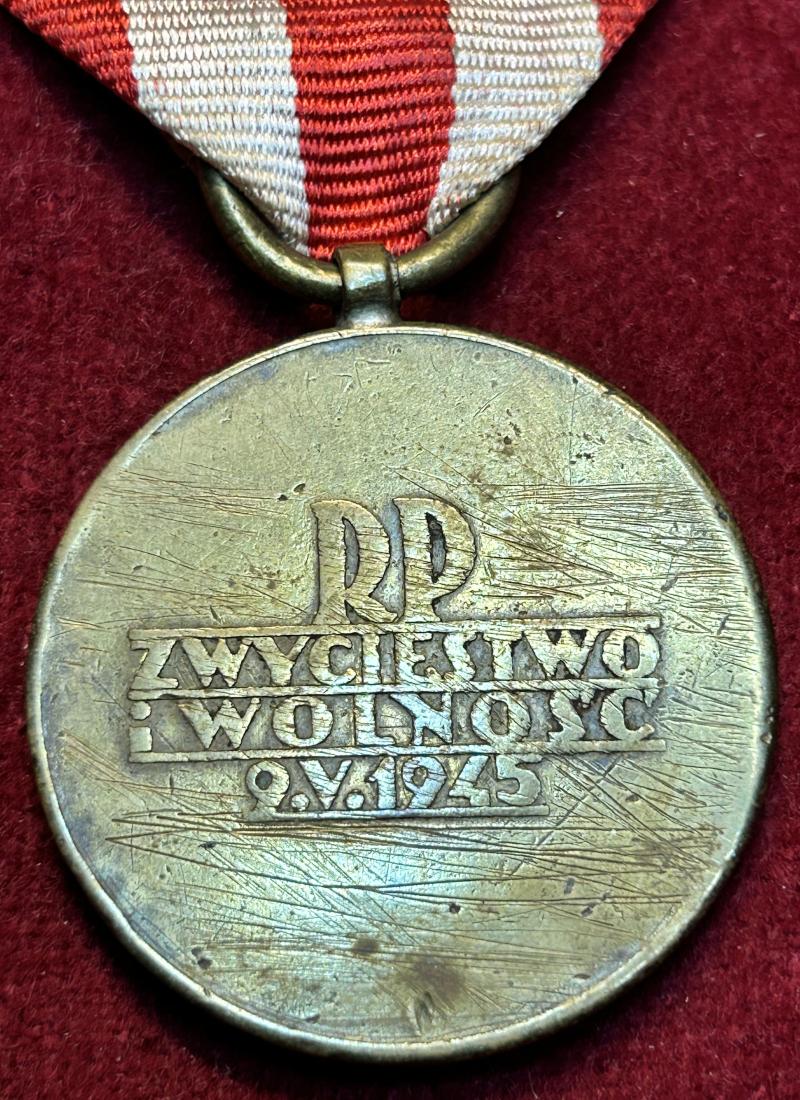 RP
ZWYCIĘSTWO
i WOLNOŚĆ
9.V.1945